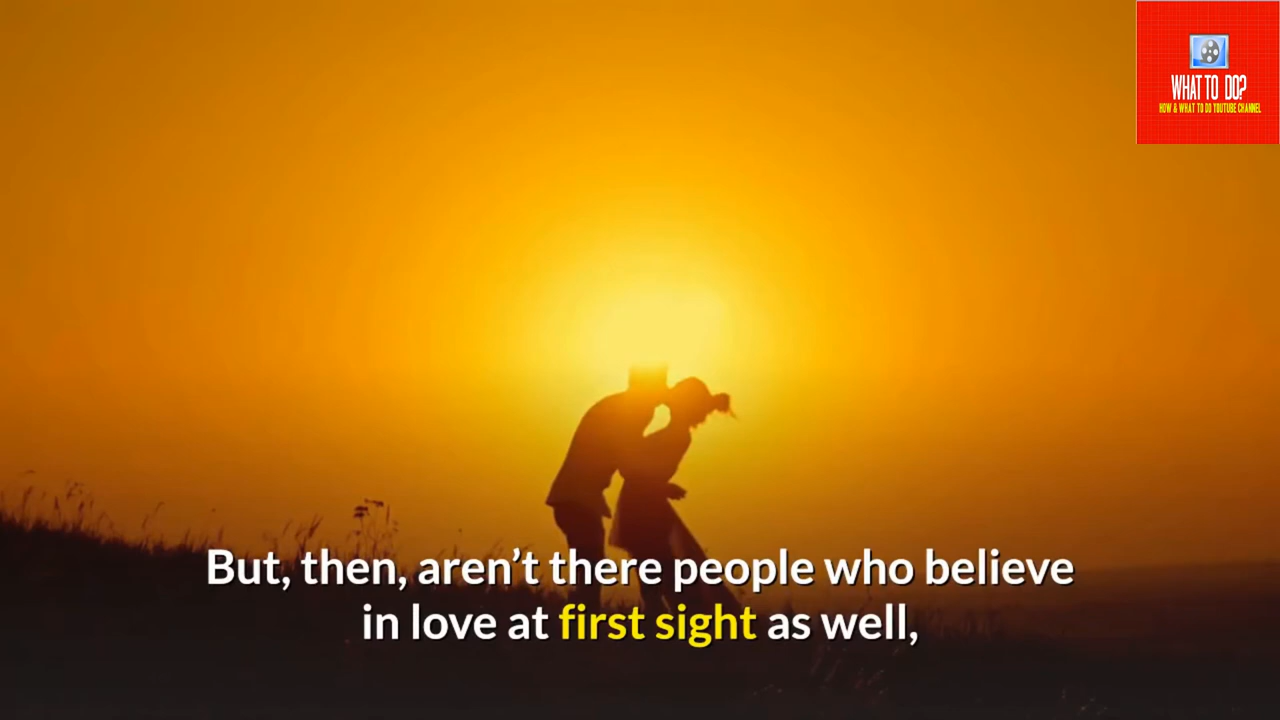 WHAT TO DO?
HOW & WHAT TO DO YOUTUBE CHANNEL
But, then, aren’t there people who believe
in love at first sight as well,